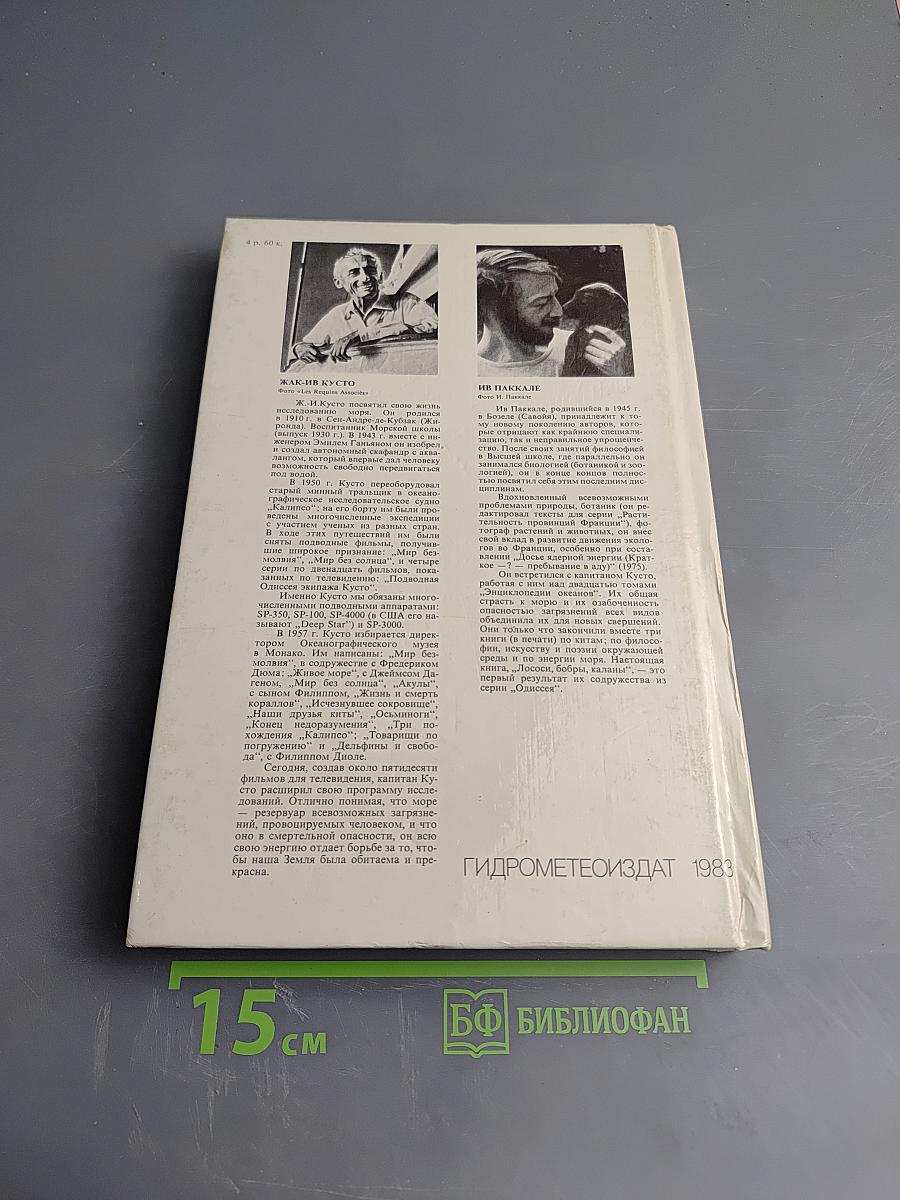 4 р. 60 к.
ЖАК-ИВ КУСТО
Фото «Les Requins Associés»
Ж.-И.Кусто посвятил свою жизнь
исследованию моря. Он родился
в 1910 г. в Сен-Андре-де-Кубзак (Жи-
ронда). Воспитанник Морской школы
(выпуск 1930 г.). В 1943 г. вместе с ин-
женером Эмилем Ганьяном он изобрел,
и создал автономный скафандр с аква-
лангом, который впервые дал человеку
возможность свободно передвигаться
под водой.
В 1950 г. Кусто переоборудовал
старый минный тральщик в океано-
графическое исследовательское судно
„Калипсо“; на его борту им были про-
ведены многочисленные экспедиции
с участием ученых из разных стран.
В ходе этих путешествий им были
сняты подводные фильмы, получив-
шие широкое признание: „Мир без-
молвия“, „Мир без солнца“, и четыре
серии по двенадцать фильмов, пока-
занных по телевидению: „Подводная
Одиссея экипажа Кусто“.
Именно Кусто мы обязаны много-
численными подводными аппаратами:
SP-350, SP-100, SP-4000 (в США его на-
зывают „Deep Star“) и SP-3000.
В 1957 г. Кусто избирается дирек-
тором Океанографического музея
в Монако. Им написаны: „Мир без-
молвия“, в содружестве с Фредериком
Дюма; „Живое море“, с Джеймсом Да-
геном, „Мир без солнца“, „Акулы“,
с сыном Филиппом, „Жизнь и смерть
кораллов“, „Исчезнувшее сокровище“,
„Наши друзья киты“, „Осьминоги“,
„Конец недоразумения“, „Три по-
хождения „Калипсо“; „Товарищи по
погружению“ и „Дельфины и свобо-
да“, с Филиппом Диоле.
Сегодня, создав около пятидесяти
фильмов для телевидения, капитан Ку-
сто расширил свою программу иссле-
дований. Отлично понимая, что море
— резервуар всевозможных загрязне-
ний, провоцируемых человеком, и что
оно в смертельной опасности, он всю
свою энергию отдает борьбе за то, что-
бы наша Земля была обитаема и пре-
красна.
ИВ ПАККАЛЕ
Фото И. Паккале
Ив Паккале, родившийся в 1945 г.
в Бозеле (Савойя), принадлежит к то-
му новому поколению авторов, кото-
рые отрицают как крайнюю специали-
зацию, так и неправильное упрощенче-
ство. После своих занятий философией
в Высшей школе, где параллельно он
занимался биологией (ботаникой и зоо-
логией), он в конце концов полнос-
тью посвятил себя этим последним дис-
циплинам.
Вдохновленный всевозможными
проблемами природы, ботаник (он ре-
дактировал тексты для серии „Расти-
тельность провинций Франции“), фо-
тограф растений и животных, он внес
свой вклад в развитие движения эколо-
гов во Франции, особенно при соста-
влении „Досье ядерной энергии (Крат-
кое —? — пребывание в аду)“ (1975).
Он встретился с капитаном Кусто,
работая с ним над двадцатью томами
„Энциклопедии океанов“. Их общая
страсть к морю и их озабоченность
опасностью загрязнений всех видов
объединила их для новых свершений.
Они только что закончили вместе три
книги (в печати) по китам; по филосо-
фии, искусству и поэзии окружающей
среды и по энергии моря. Настоящая
книга, „Лососи, бобры, каланы“, — это
первый результат их содружества из
серии „Одиссея“.
ГИДРОМЕТЕОИЗДАТ 1983
15 см
БФ БИБЛИОФАН